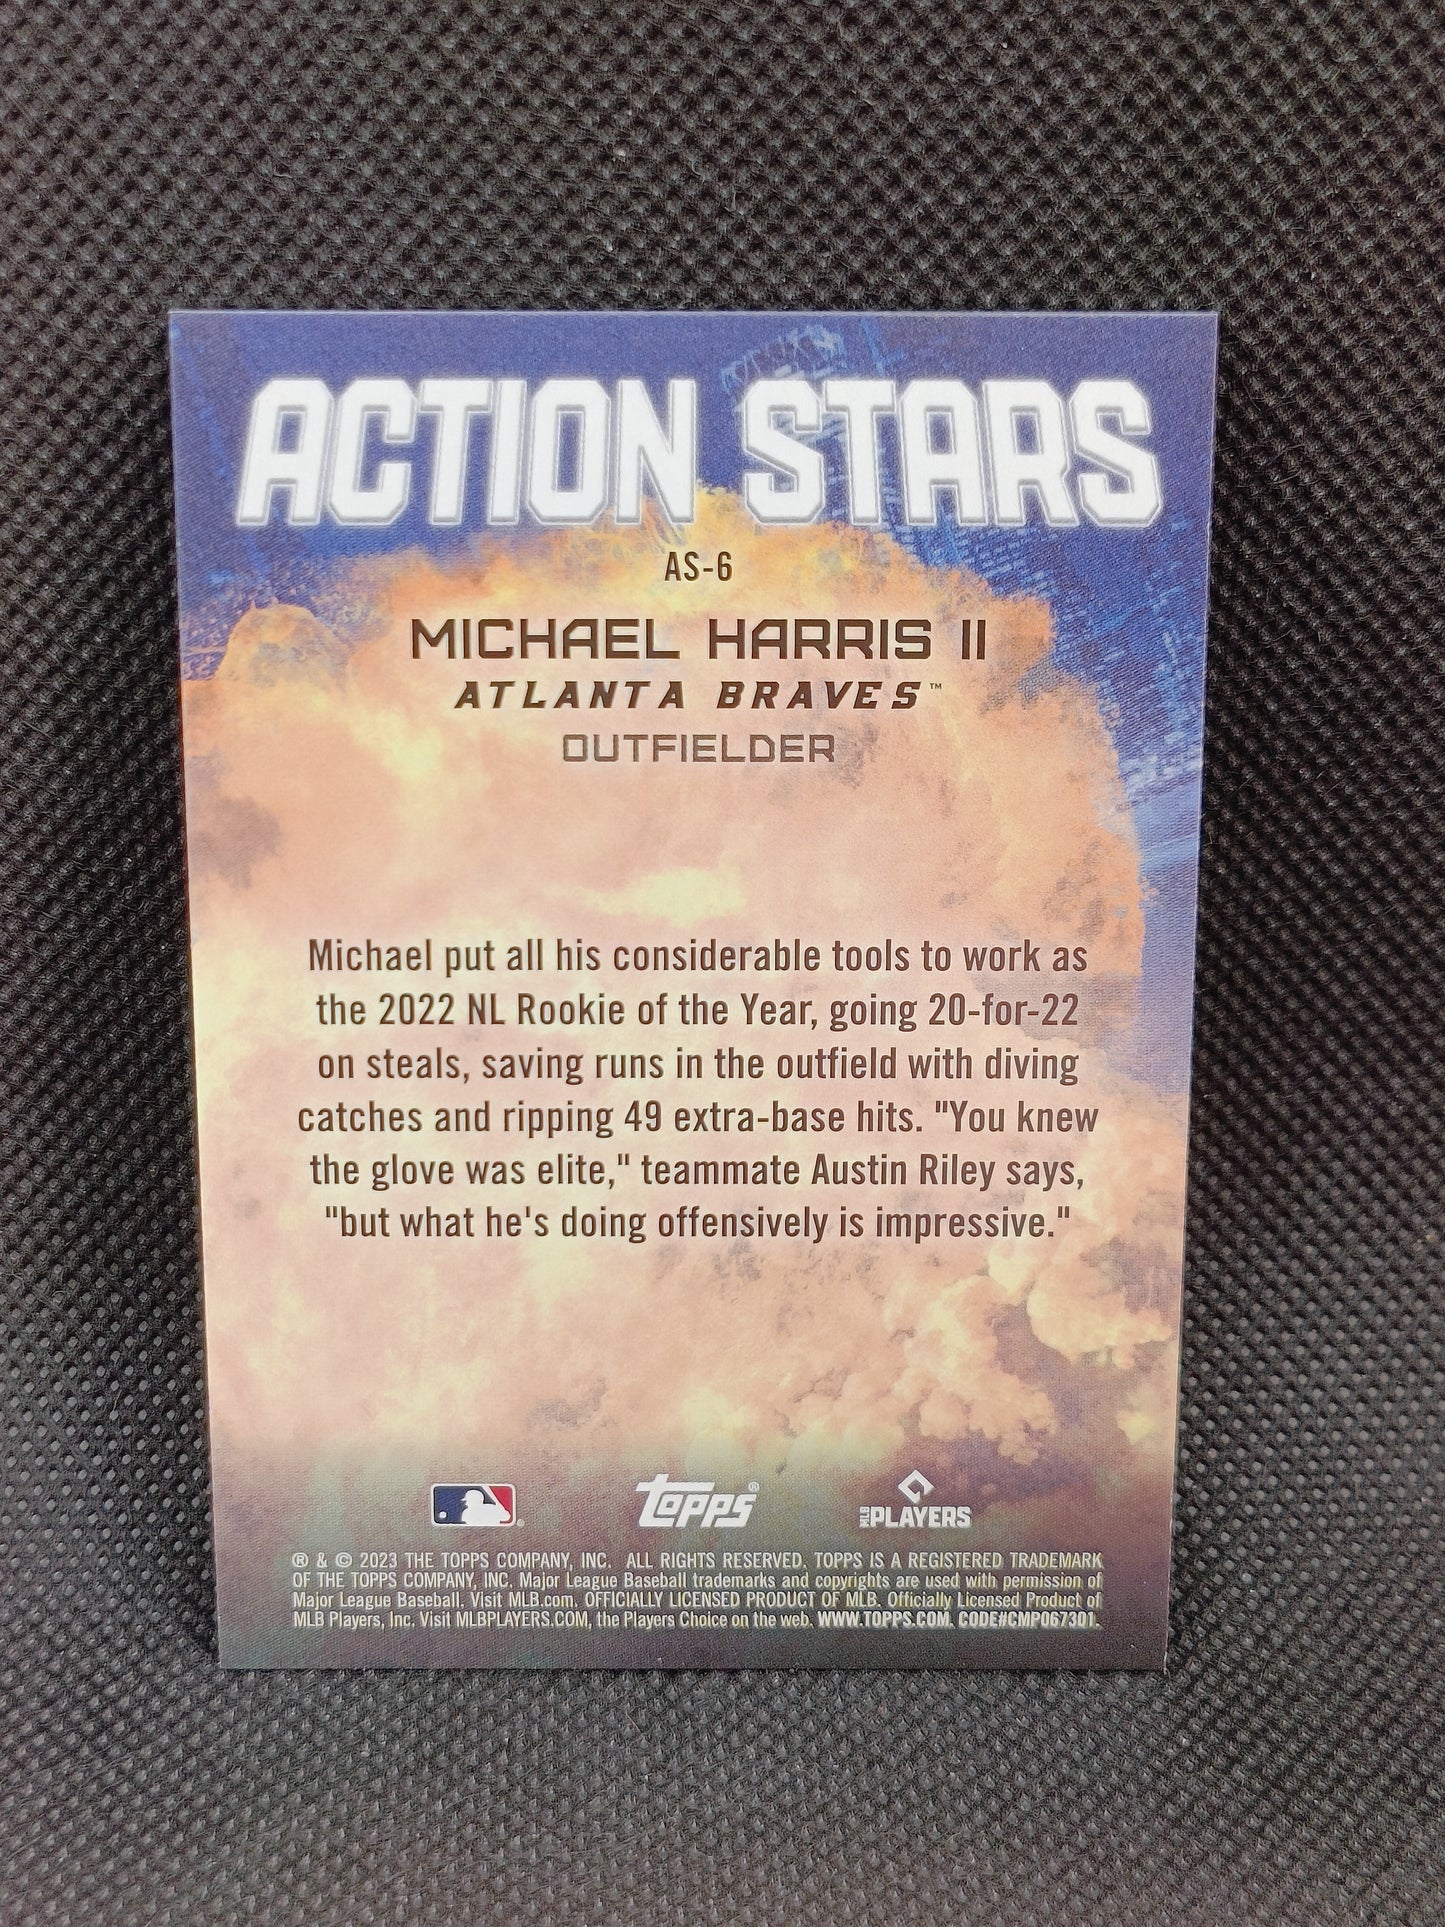 ACTION STARS
AS-6
MICHAEL HARRIS II
ATLANTA BRAVES™
OUTFIELDER
Michael put all his considerable tools to work as
the 2022 NL Rookie of the Year, going 20-for-22
on steals, saving runs in the outfield with diving
catches and ripping 49 extra-base hits. "You knew
the glove was elite," teammate Austin Riley says,
"but what he's doing offensively is impressive."
topps®
MLB PLAYERS
® & © 2023 THE TOPPS COMPANY, INC. ALL RIGHTS RESERVED. TOPPS IS A REGISTERED TRADEMARK
OF THE TOPPS COMPANY, INC. Major League Baseball trademarks and copyrights are used with permission of
Major League Baseball. Visit MLB.com. OFFICIALLY LICENSED PRODUCT OF MLB. Officially Licensed Product of
MLB Players, Inc. Visit MLBPLAYERS.COM, the Players Choice on the web. WWW.TOPPS.COM. CODE#CMP067301.